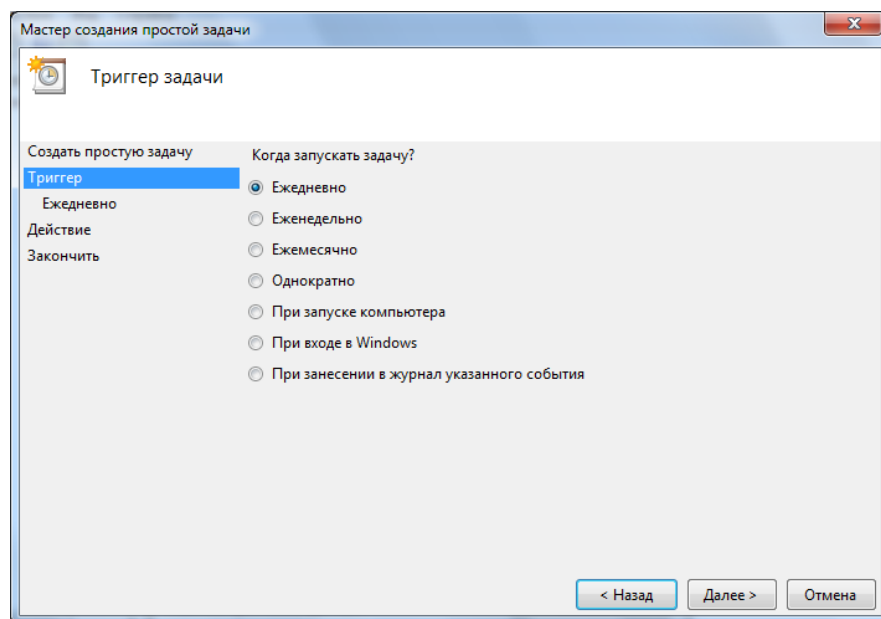 Мастер создания простой задачи
Триггер задачи
Создать простую задачу
Триггер
Ежедневно
Действие
Закончить
Когда запускать задачу?
Ежедневно
Еженедельно
Ежемесячно
Однократно
При запуске компьютера
При входе в Windows
При занесении в журнал указанного события
< Назад
Далее >
Отмена